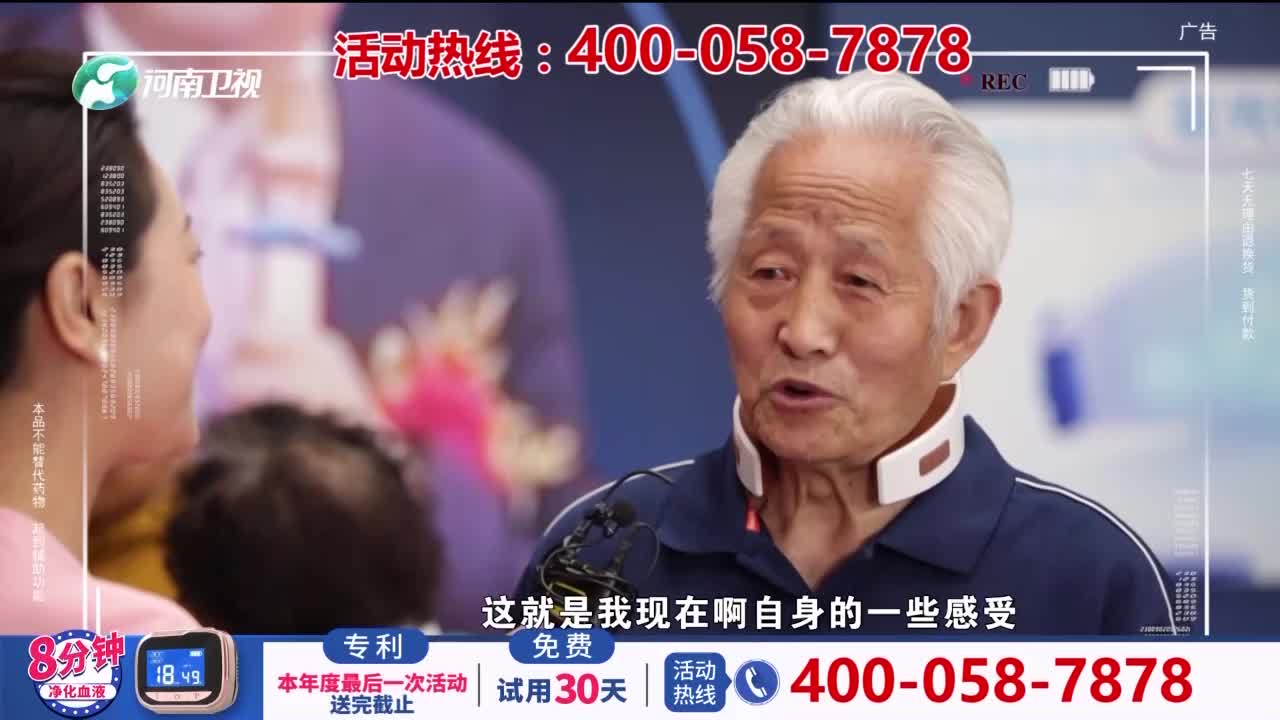 活动热线：400-058-7878
广告
河南卫视
REC
七天无理由退换货 货到付款
本品不能替代药物 起到辅助功能
这就是我现在啊自身的一些感受
8分钟
净化血液
18.49
专利
本年度最后一次活动
送完截止
免费
试用30天
活动
热线
400-058-7878